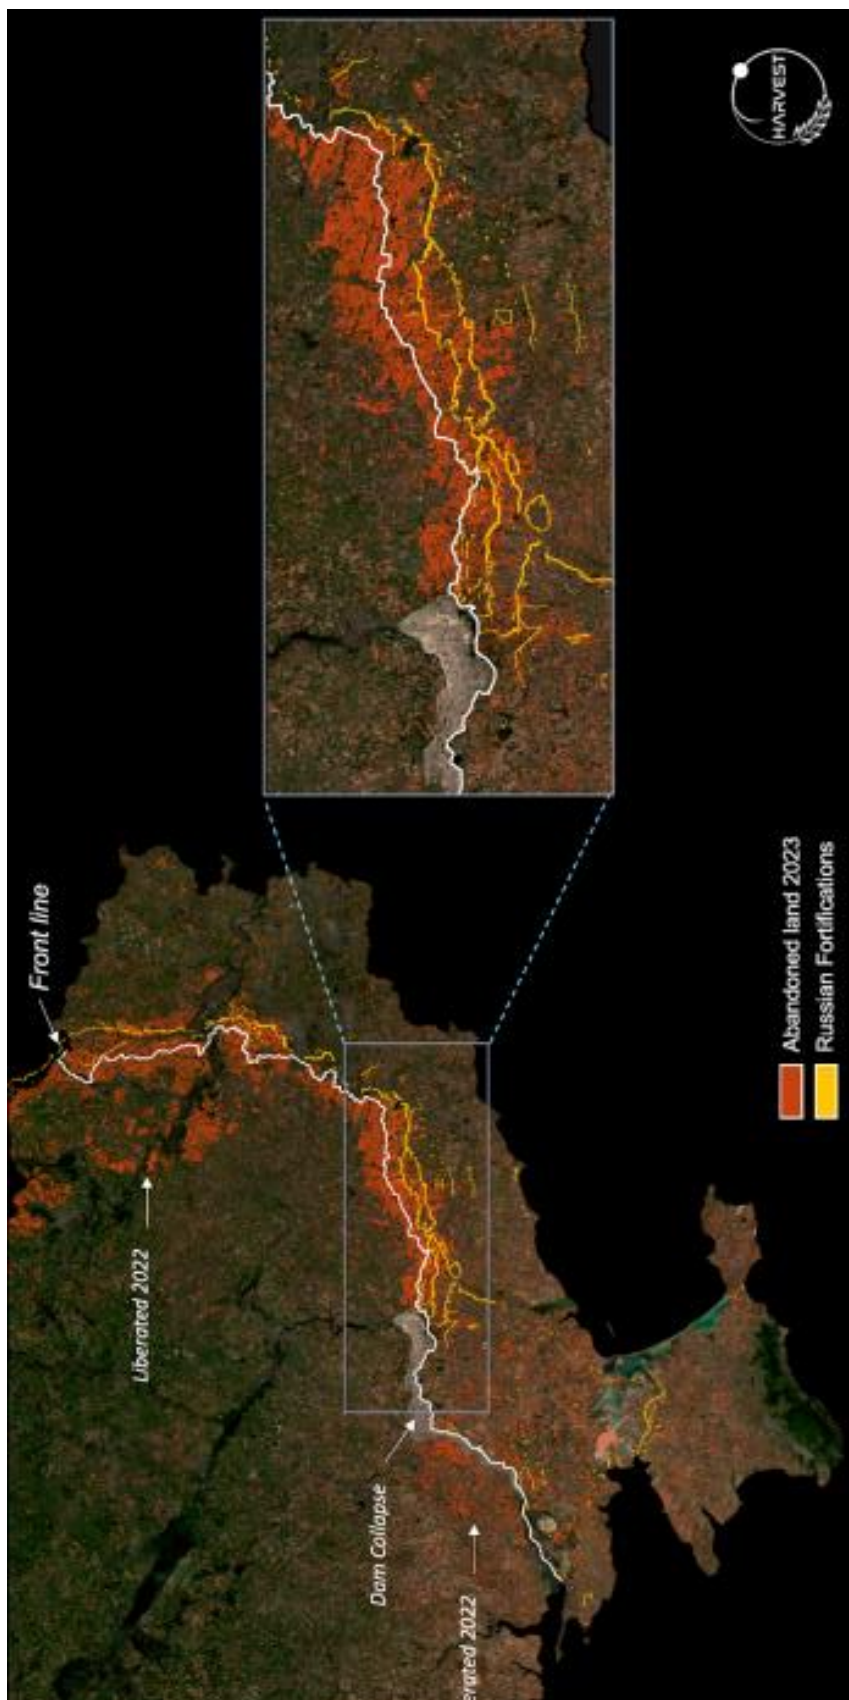 Front line
Liberated 2022
Dam Collapse
erated 2022
Abandoned land 2023
Russian Fortifications
HARVEST